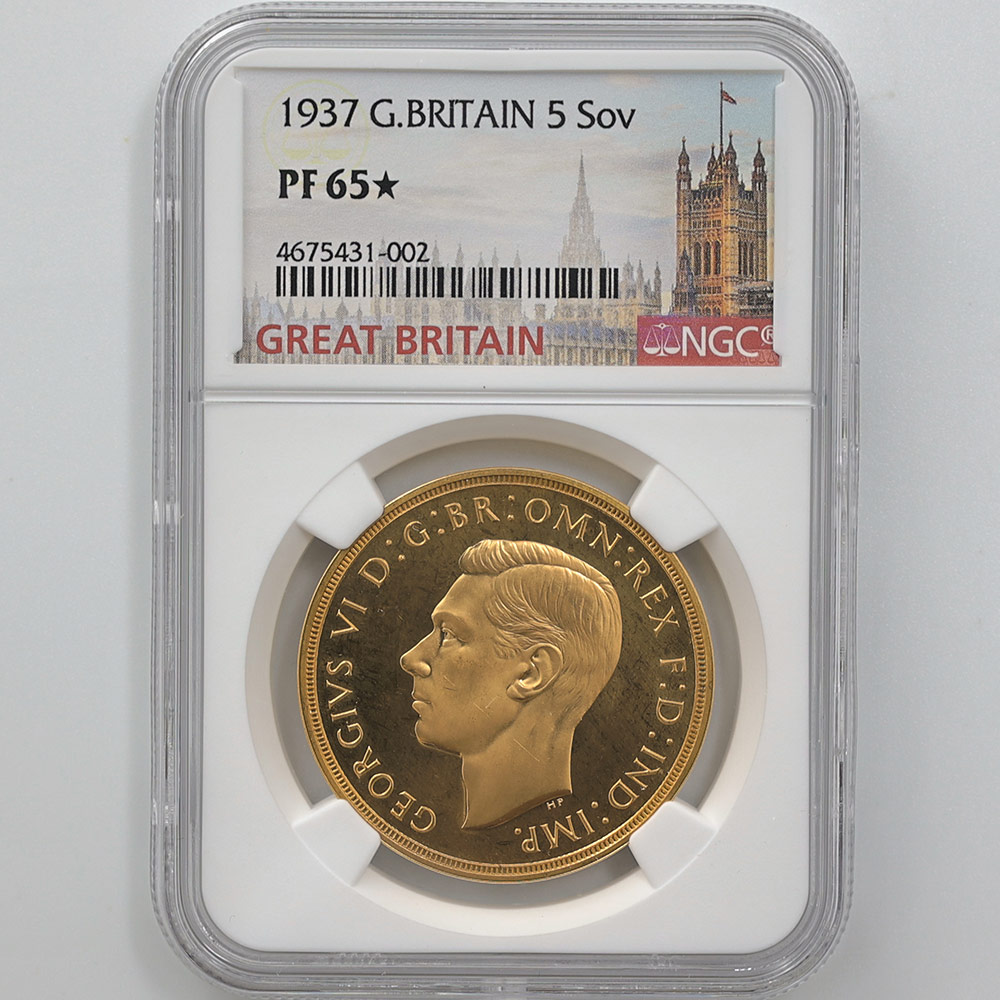 1937 G.BRITAIN 5 Sov
PF 65★
4675431-002
GREAT BRITAIN
NGC®
GEORGIVS VI D:G:BR:OMN:REX F:D:IND:IMP.
HP